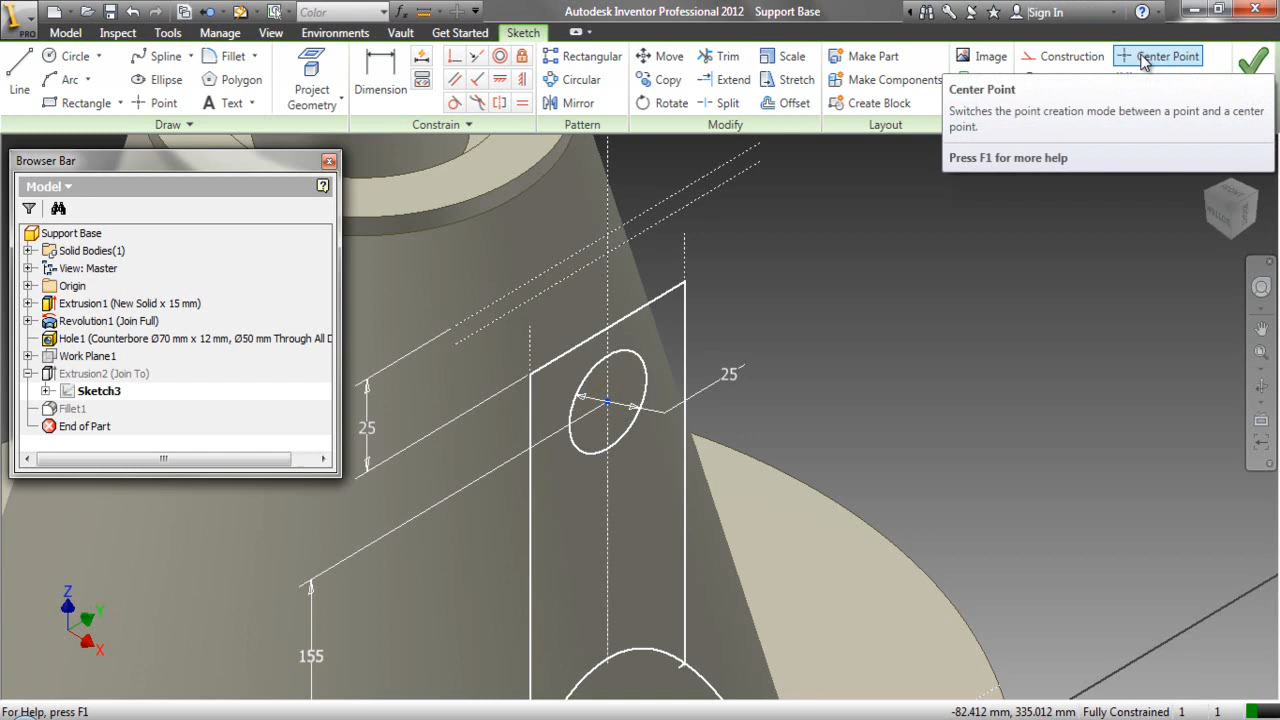 PRO
Color
Autodesk Inventor Professional 2012 Support Base
Sign In
Model Inspect Tools Manage View Environments Vault Get Started Sketch
Line
Circle Spline Fillet
Arc Ellipse Polygon
Rectangle Point Text
Draw
Dimension
Project
Geometry
Constrain
Rectangular
Circular
Mirror
Pattern
Move Trim Scale
Copy Extend Stretch
Rotate Split Offset
Modify
Make Part
Make Components
Create Block
Layout
Image
Construction
Center Point
Center Point
Switches the point creation mode between a point and a center
point.
Press F1 for more help
Browser Bar
Model
Support Base
Solid Bodies(1)
View: Master
Origin
Extrusion1 (New Solid x 15 mm)
Revolution1 (Join Full)
Hole1 (Counterbore Ø70 mm x 12 mm, Ø50 mm Through All D
Work Plane1
Extrusion2 (Join To)
Sketch3
Fillet1
End of Part
25
25
155
FRONT
Z
Y
X
For Help, press F1
-82.412 mm, 335.012 mm Fully Constrained 1 1